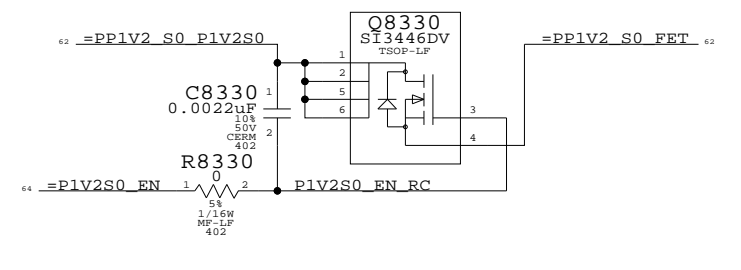 Q8330
SI3446DV
TSOP-LF
62 =PP1V2_S0_P1V2S0
=PP1V2_S0_FET 62
1
2
5
6
3
4
C8330 1
0.0022uF
10%
50V
CERM 2
402
R8330
0
64 =P1V2S0_EN 1 2 P1V2S0_EN_RC
5%
1/16W
MF-LF
402